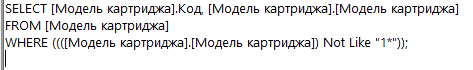 SELECT [Модель картриджа].Код, [Модель картриджа].[Модель картриджа]
FROM [Модель картриджа]
WHERE ((([Модель картриджа].[Модель картриджа]) Not Like "1*"));